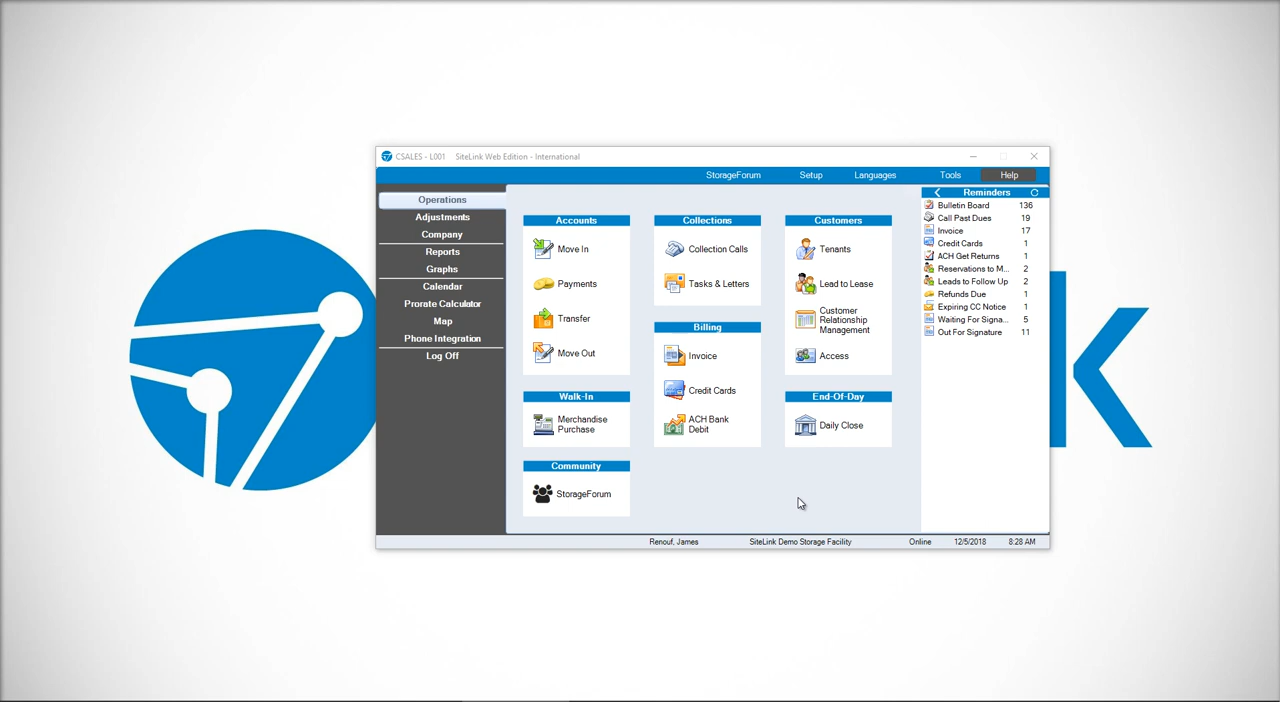 CSALES - L001 SiteLink Web Edition - International
StorageForum Setup Languages Tools Help
Operations
Adjustments
Company
Reports
Graphs
Calendar
Prorate Calculator
Map
Phone Integration
Log Off
Accounts
Move In
Payments
Transfer
Move Out
Walk-In
Merchandise
Purchase
Community
StorageForum
Collections
Collection Calls
Tasks & Letters
Billing
Invoice
Credit Cards
ACH Bank
Debit
Customers
Tenants
Lead to Lease
Customer
Relationship
Management
Access
End-Of-Day
Daily Close
Reminders
Bulletin Board 136
Call Past Dues 19
Invoice 17
Credit Cards 1
ACH Get Returns 1
Reservations to M... 2
Leads to Follow Up 2
Refunds Due 1
Expiring CC Notice 1
Waiting For Signa... 5
Out For Signature 11
Renouf, James SiteLink Demo Storage Facility Online 12/5/2018 8:28 AM
k